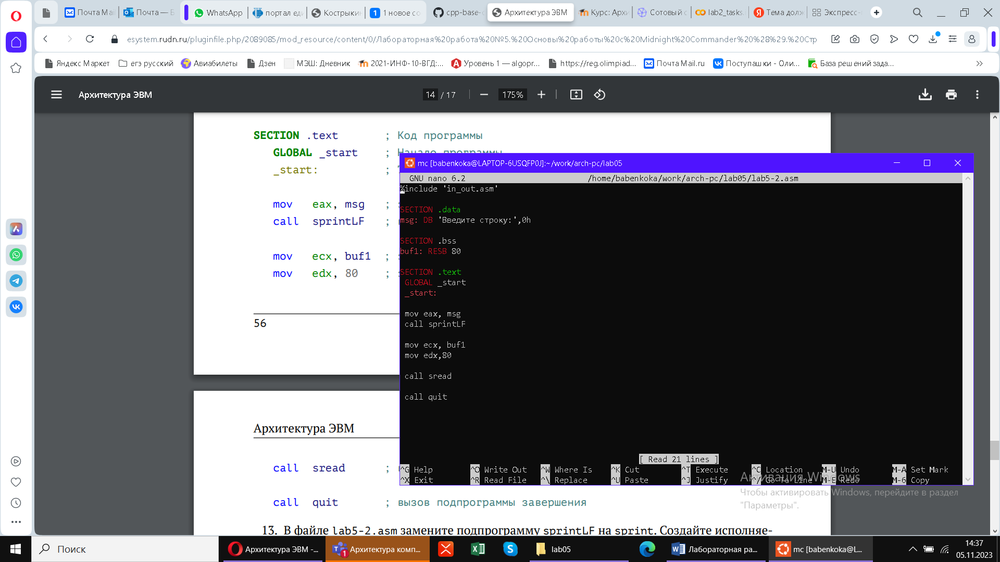 Почта Mai
Почта — Б
WhatsApp
портал еди
Кострыкин
1 новое со
cpp-base-c
Архитектура ЭВМ
Курс: Архи
Сотовый с
lab2_tasks.
Тема долж
Экспресс-
esystem.rudn.ru/pluginfile.php/2089085/mod_resource/content/0/Лабораторная%20работа%20№5.%20Основы%20работы%20с%20Midnight%20Commander%20%28%29.%20Стр
Яндекс Маркет
егэ русский
Авиабилеты
Дзен
МЭШ: Дневник
2021-ИНФ-10-ВГД:...
Уровень 1 — algopr...
https://reg.olimpiad...
Почта Mail.ru
Поступашки - Оли...
База решений зада...
Архитектура ЭВМ
14 / 17
175%
SECTION .text ; Код программы
GLOBAL _start ; Начало программы
_start: ;
mov eax, msg ;
call sprintLF ;
mov ecx, buf1 ;
mov edx, 80 ;
56
Архитектура ЭВМ
call sread ;
call quit ; вызов подпрограммы завершения
13. В файле lab5-2.asm замените подпрограмму sprintLF на sprint. Создайте исполняе-
mc [babenkoka@LAPTOP-6USQFP0J]:~/work/arch-pc/lab05
GNU nano 6.2 /home/babenkoka/work/arch-pc/lab05/lab5-2.asm
%include 'in_out.asm'
SECTION .data
msg: DB 'Введите строку:',0h
SECTION .bss
buf1: RESB 80
SECTION .text
GLOBAL _start
_start:
mov eax, msg
call sprintLF
mov ecx, buf1
mov edx,80
call sread
call quit
[ Read 21 lines ]
^G Help ^O Write Out ^W Where Is ^K Cut ^T Execute ^C Location M-U Undo M-A Set Mark
^X Exit ^R Read File ^\ Replace ^U Paste ^J Justify ^/ Go To Line M-E Redo M-6 Copy
Активация Windows
Чтобы активировать Windows, перейдите в раздел
"Параметры".
Поиск
Архитектура ЭВМ -...
1
Архитектура комп...
lab05
Лабораторная ра...
mc [babenkoka@L...
14:37
05.11.2023